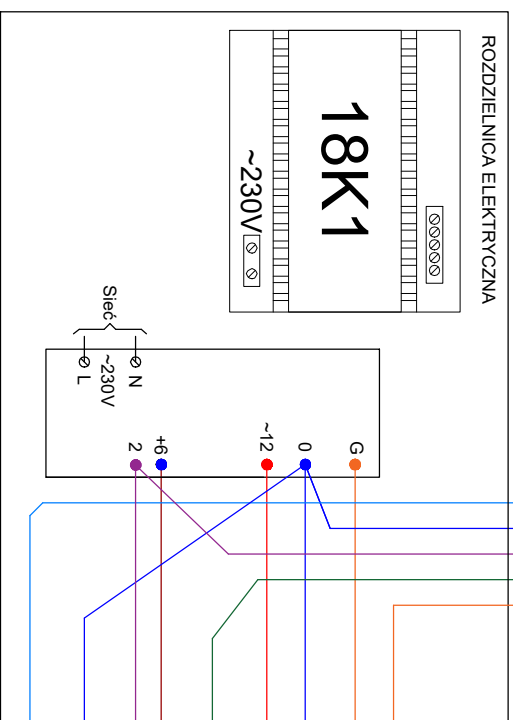 ROZDZIELNICA ELEKTRYCZNA
18K1
~230V
Sieć
~230V
N
L
G
0
~12
+6
2